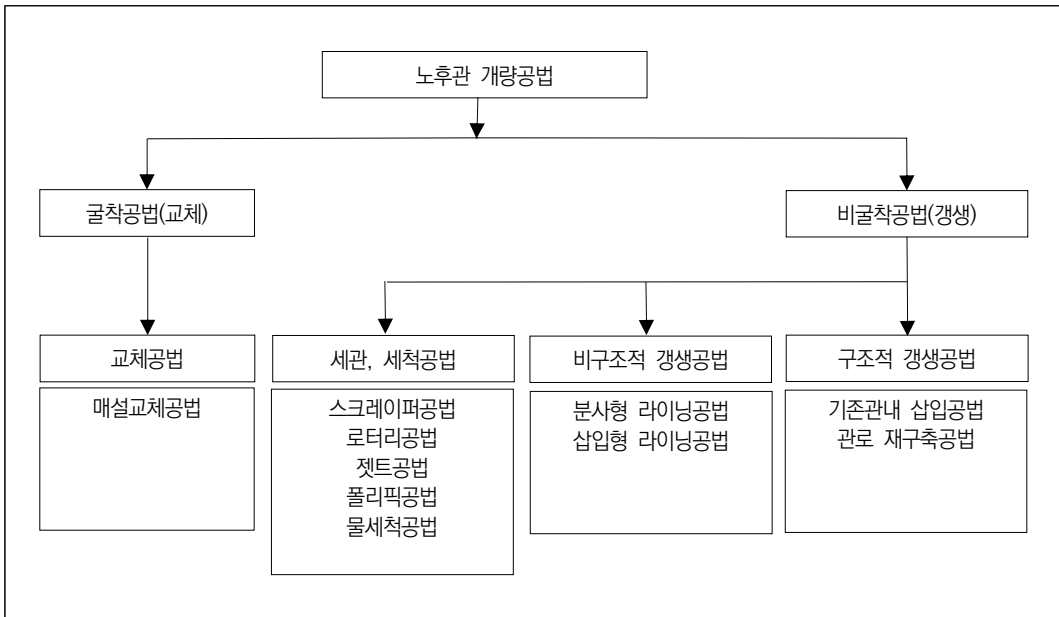 노후관 개량공법
굴착공법(교체)
비굴착공법(갱생)
교체공법
매설교체공법
세관, 세척공법
스크레이퍼공법
로터리공법
젯트공법
폴리픽공법
물세척공법
비구조적 갱생공법
분사형 라이닝공법
삽입형 라이닝공법
구조적 갱생공법
기존관내 삽입공법
관로 재구축공법